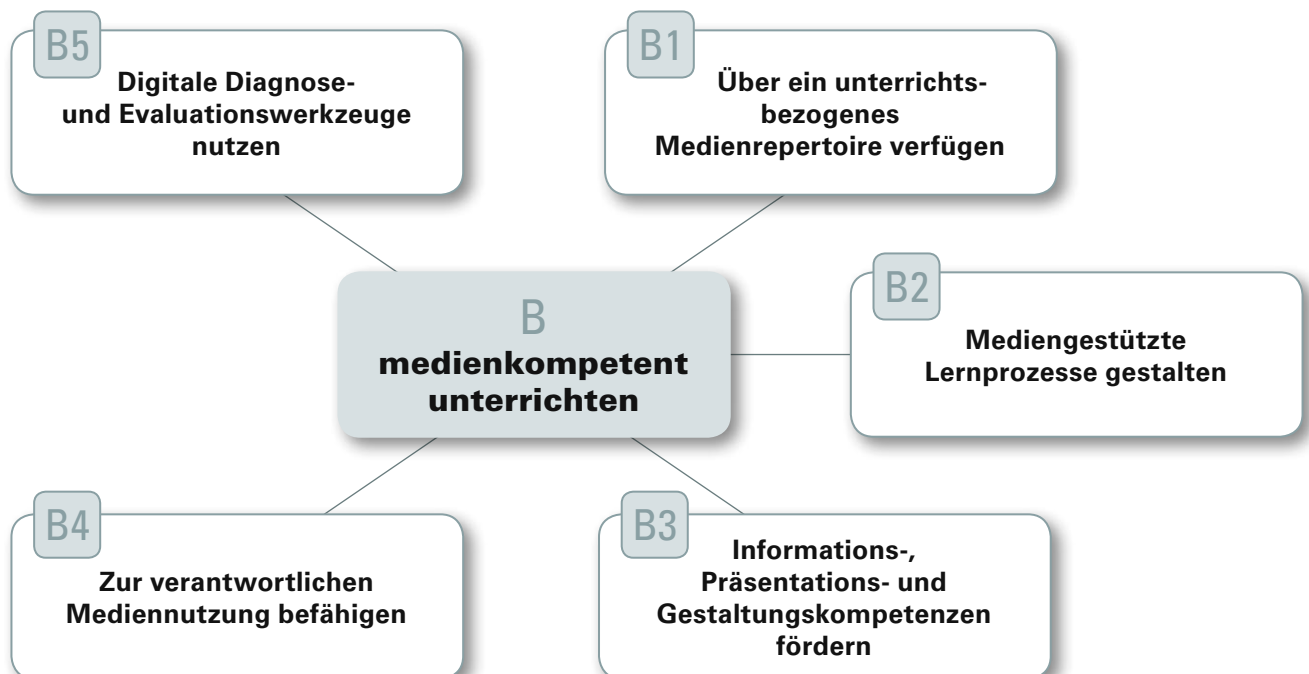 B5
Digitale Diagnose-
und Evaluationswerkzeuge
nutzen
B1
Über ein unterrichts-
bezogenes
Medienrepertoire verfügen
B
medienkompetent
unterrichten
B2
Mediengestützte
Lernprozesse gestalten
B4
Zur verantwortlichen
Mediennutzung befähigen
B3
Informations-,
Präsentations- und
Gestaltungskompetenzen
fördern